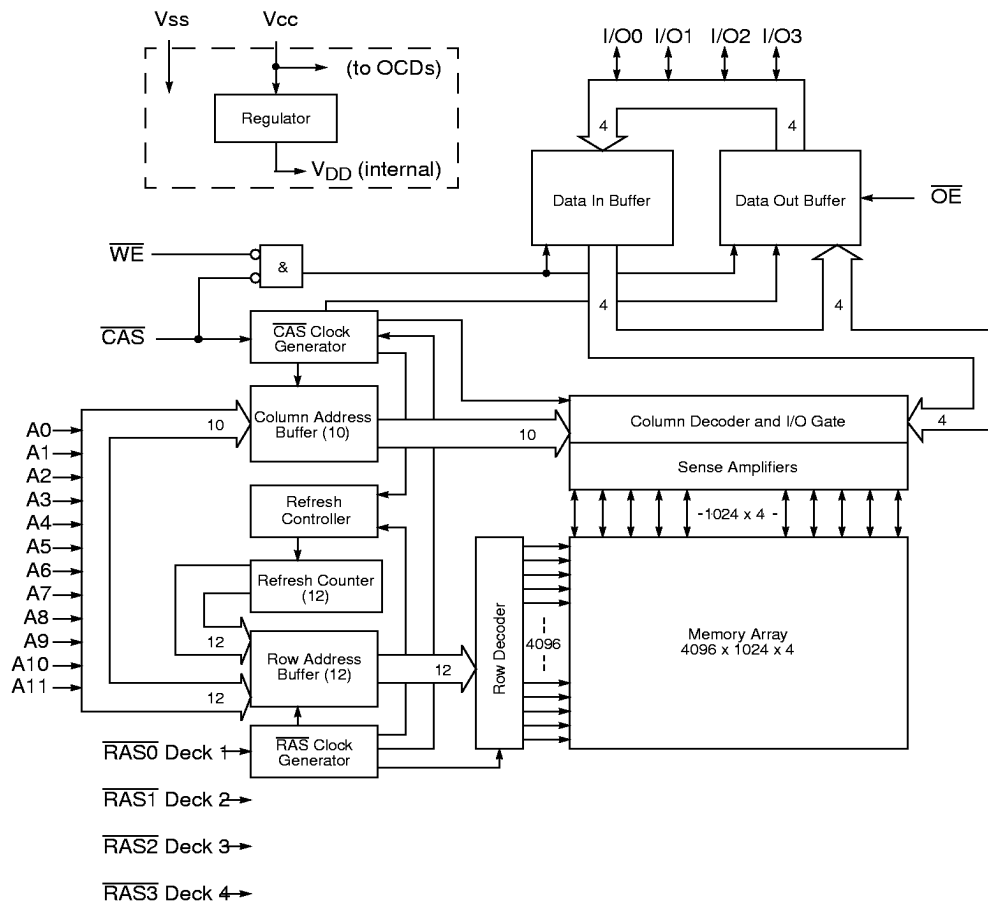 Vss
Vcc
(to OCDs)
Regulator
VDD (internal)
I/O0
I/O1
I/O2
I/O3
4
4
Data In Buffer
Data Out Buffer
OE
WE
&
CAS
CAS Clock
Generator
4
4
Column Address
Buffer (10)
10
10
Column Decoder and I/O Gate
4
Sense Amplifiers
A0
A1
A2
A3
A4
A5
A6
A7
A8
A9
A10
A11
Refresh
Controller
-1024 x 4 -
Refresh Counter
(12)
12
Row Address
Buffer (12)
12
12
Row Decoder
4096
Memory Array
4096 x 1024 x 4
RAS0 Deck 1
RAS Clock
Generator
RAS1 Deck 2
RAS2 Deck 3
RAS3 Deck 4